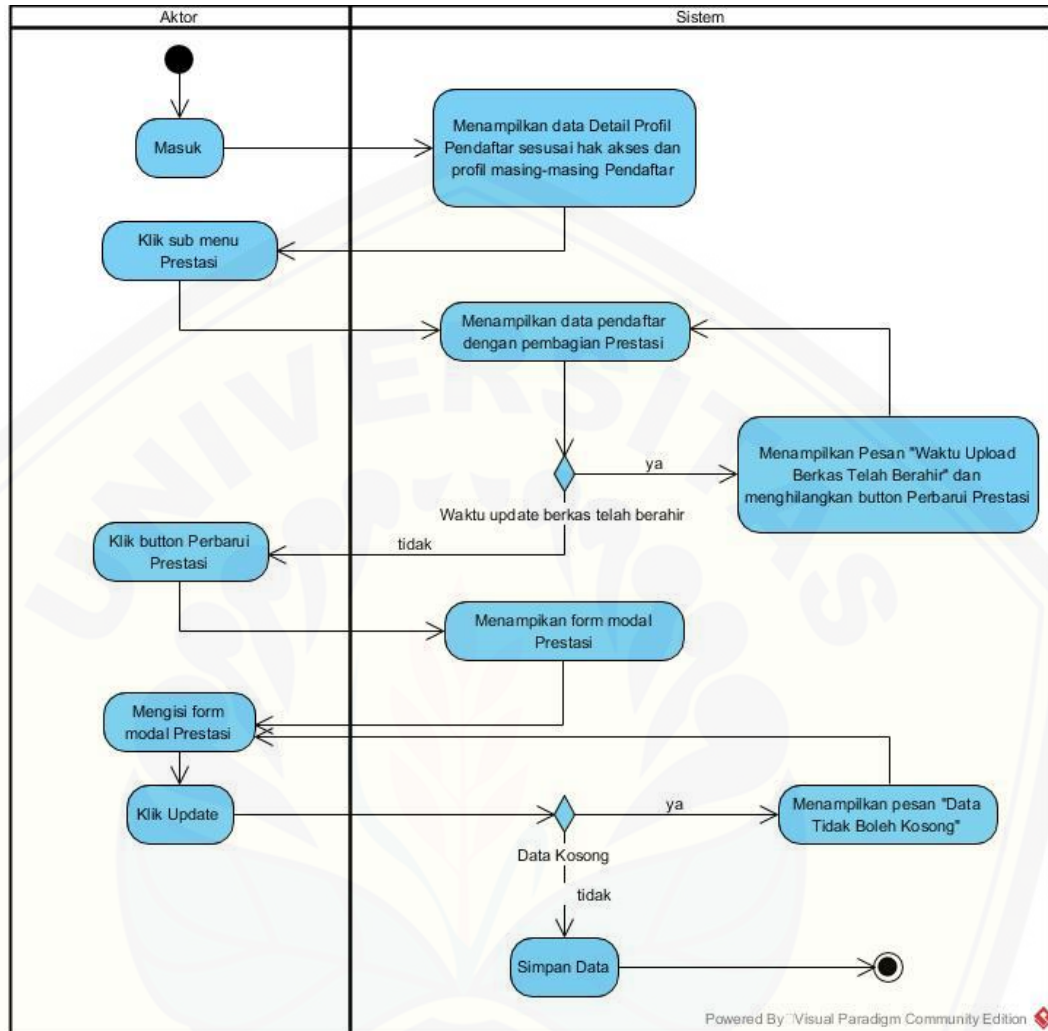 Aktor
Sistem
Masuk
Menampilkan data Detail Profil
Pendaftar sesusai hak akses dan
profil masing-masing Pendaftar
Klik sub menu
Prestasi
Menampilkan data pendaftar
dengan pembagian Prestasi
ya
Menampilkan Pesan "Waktu Upload
Berkas Telah Berahir" dan
menghilangkan button Perbarui Prestasi
Waktu update berkas telah berahir
tidak
Klik button Perbarui
Prestasi
Menampikan form modal
Prestasi
Mengisi form
modal Prestasi
Klik Update
ya
Menampilkan pesan "Data
Tidak Boleh Kosong"
Data Kosong
tidak
Simpan Data
UNIVERSITAS
Powered By Visual Paradigm Community Edition